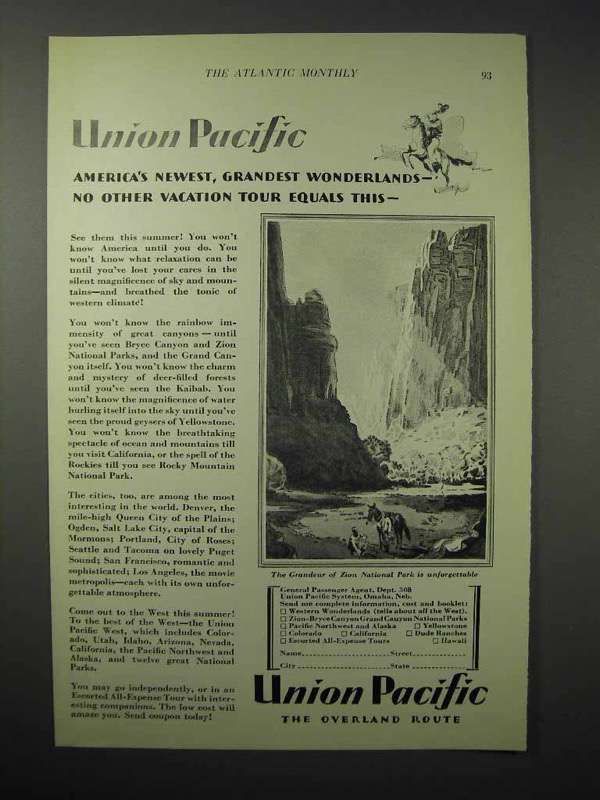 THE ATLANTIC MONTHLY 93
Union Pacific
AMERICA'S NEWEST, GRANDEST WONDERLANDS—
NO OTHER VACATION TOUR EQUALS THIS—
See them this summer! You won't
know America until you do. You
won't know what relaxation can be
until you've lost your cares in the
silent magnificence of sky and moun-
tains—and breathed the tonic of
western climate!
You won't know the rainbow im-
mensity of great canyons—until
you've seen Bryce Canyon and Zion
National Parks, and the Grand Can-
yon itself. You won't know the charm
and mystery of deer-filled forests
until you've seen the Kaibab. You
won't know the magnificence of water
hurling itself into the sky until you've
seen the proud geysers of Yellowstone.
You won't know the breathtaking
spectacle of ocean and mountains till
you visit California, or the spell of the
Rockies till you see Rocky Mountain
National Park.
The cities, too, are among the most
interesting in the world. Denver, the
mile-high Queen City of the Plains;
Ogden, Salt Lake City, capital of the
Mormons; Portland, City of Roses;
Seattle and Tacoma on lovely Puget
Sound; San Francisco, romantic and
sophisticated; Los Angeles, the movie
metropolis—each with its own unfor-
gettable atmosphere.
Come out to the West this summer!
To the best of the West—the Union
Pacific West, which includes Color-
ado, Utah, Idaho, Arizona, Nevada,
California, the Pacific Northwest and
Alaska, and twelve great National
Parks.
You may go independently, or in an
Escorted All-Expense Tour with inter-
esting companions. The low cost will
amaze you. Send coupon today!
The Grandeur of Zion National Park is unforgettable
General Passenger Agent, Dept. 308
Union Pacific System, Omaha, Neb.
Send me complete information, cost and booklet:
☐ Western Wonderlands (tells about all the West).
☐ Zion-Bryce Canyon-Grand Canyon National Parks
☐ Pacific Northwest and Alaska ☐ Yellowstone
☐ Colorado ☐ California ☐ Dude Ranches
☐ Escorted All-Expense Tours ☐ Hawaii
Name Street
City State
Union Pacific
THE OVERLAND ROUTE